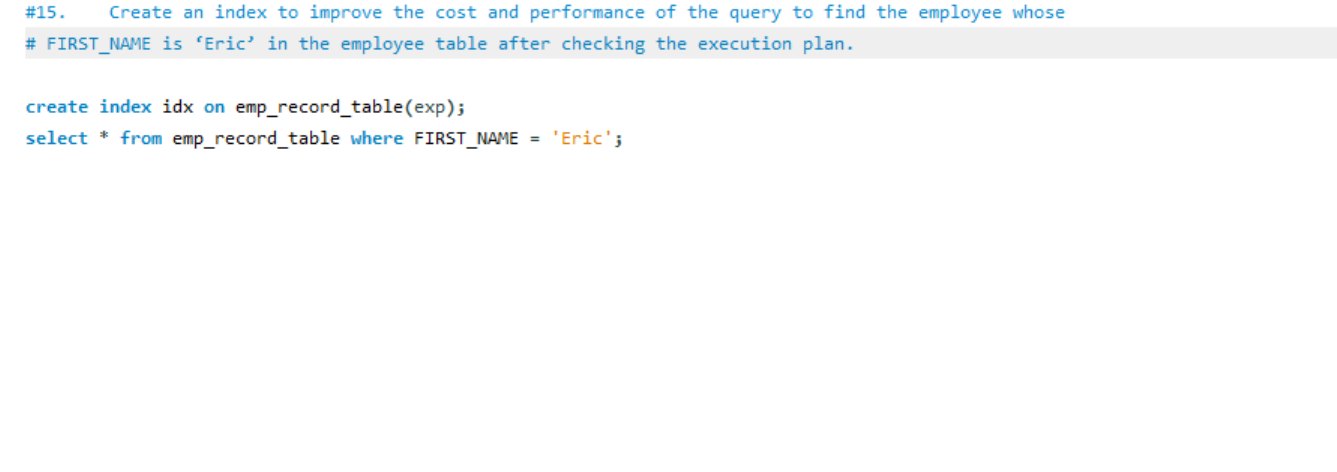 #15.    Create an index to improve the cost and performance of the query to find the employee whose
# FIRST_NAME is ‘Eric’ in the employee table after checking the execution plan.
create index idx on emp_record_table(exp);
select * from emp_record_table where FIRST_NAME = 'Eric';